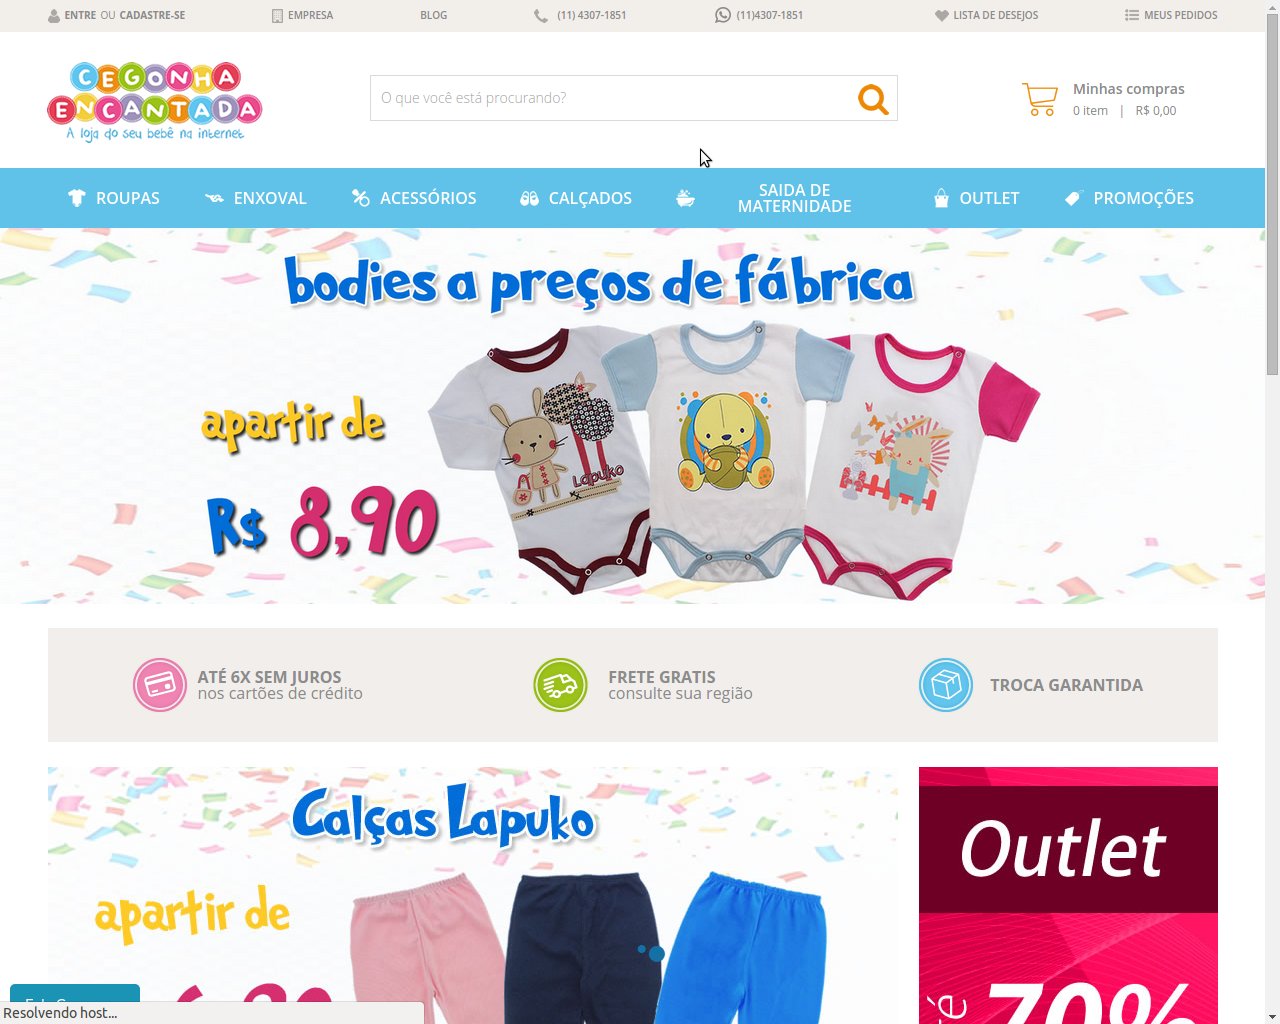 ENTRE OU CADASTRE-SE
EMPRESA
BLOG
(11) 4307-1851
(11)4307-1851
LISTA DE DESEJOS
MEUS PEDIDOS
CEGONHA
ENCANTADA
A loja do seu bebê na internet
O que você está procurando?
Minhas compras
0 item | R$ 0,00
ROUPAS
ENXOVAL
ACESSÓRIOS
CALÇADOS
SAIDA DE
MATERNIDADE
OUTLET
PROMOÇÕES
bodies a preços de fábrica
apartir de
R$ 8,90
Lapuko
ATÉ 6X SEM JUROS
nos cartões de crédito
FRETE GRATIS
consulte sua região
TROCA GARANTIDA
Calças Lapuko
apartir de
Outlet
até
70%
Resolvendo host...